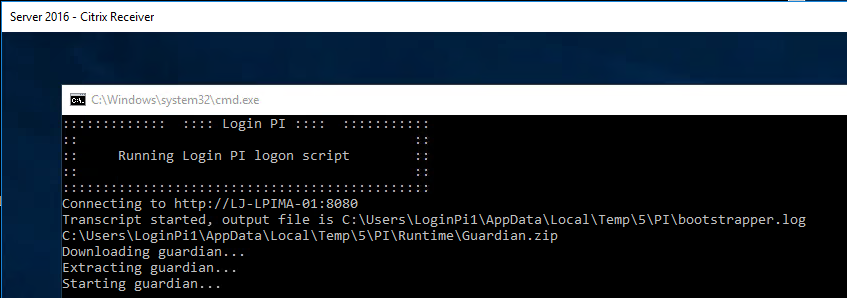 Server 2016 - Citrix Receiver
C:\Windows\system32\cmd.exe
::::::::::::: :::: Login PI :::: :::::::::::
:: ::
:: Running Login PI logon script ::
:: ::
:::::::::::::::::::::::::::::::::::::::::::::
Connecting to http://LJ-LPIMA-01:8080
Transcript started, output file is C:\Users\LoginPi1\AppData\Local\Temp\5\PI\bootstrapper.log
C:\Users\LoginPi1\AppData\Local\Temp\5\PI\Runtime\Guardian.zip
Downloading guardian...
Extracting guardian...
Starting guardian...